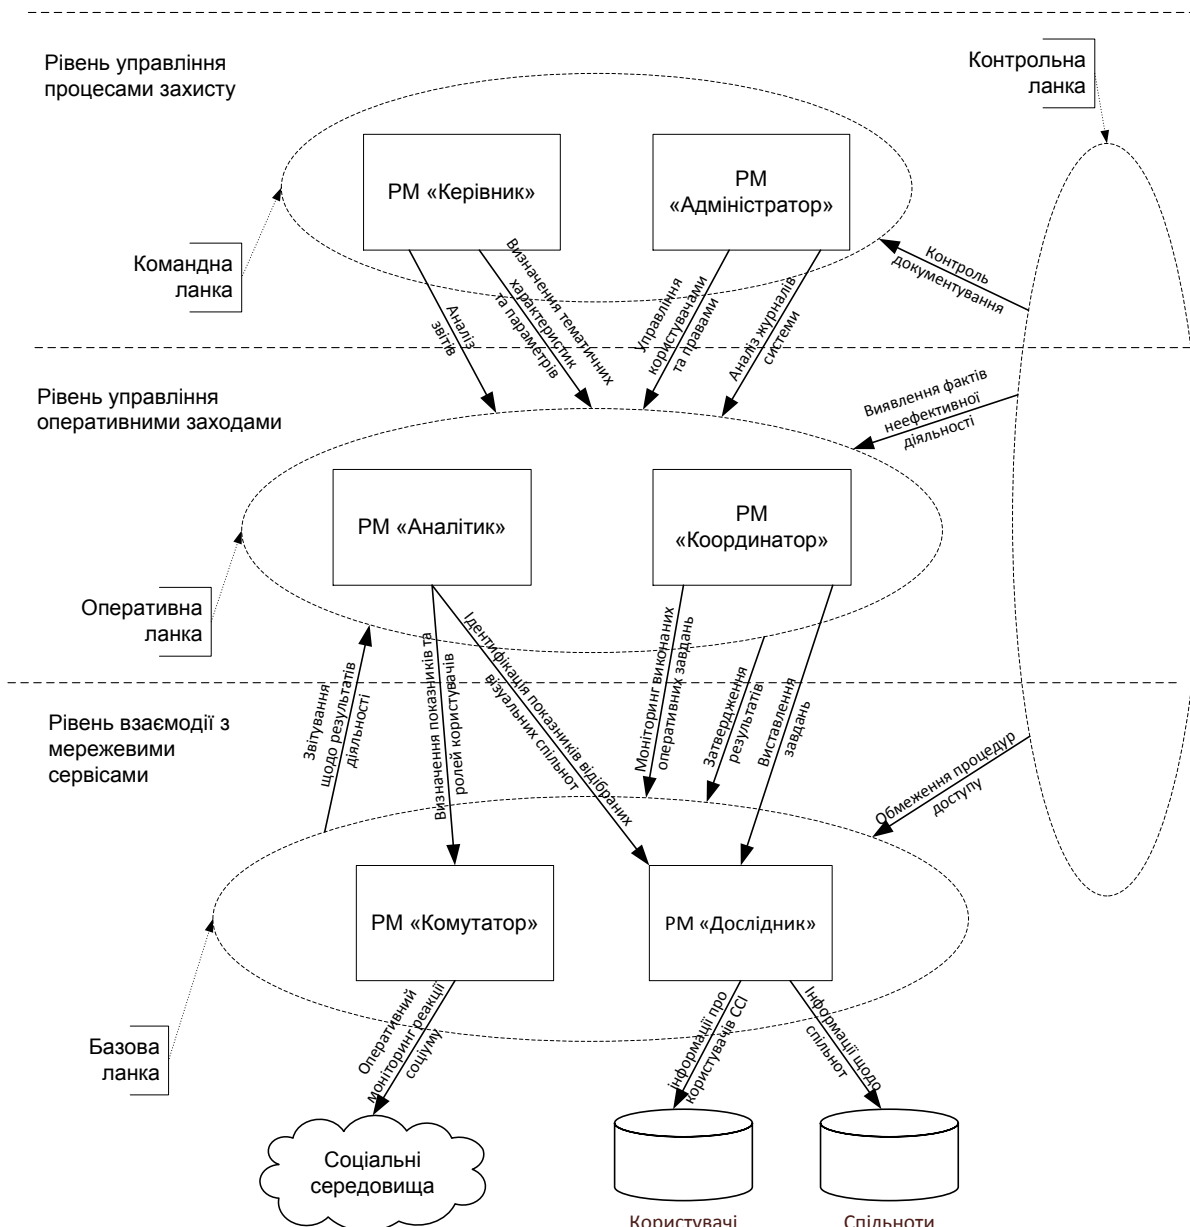 Рівень управління
процесами захисту
Контрольна
ланка
РМ «Керівник»
РМ
«Адміністратор»
Командна
ланка
Аналіз
звітів
Визначення тематичних
характеристик
та параметрів
Управління
користувачами
та правами
Аналіз журналів
системи
Контроль
документування
Рівень управління
оперативними заходами
Виявлення фактів
неефективної
діяльності
РМ «Аналітик»
РМ
«Координатор»
Оперативна
ланка
Рівень взаємодії з
мережевими
сервісами
Звітування
щодо результатів
діяльності
Визначення показників та
ролей користувачів
Ідентифікація показників відібраних
візуальних спільнот
Моніторинг виконаних
оперативних завдань
Затвердження
результатів
Виставлення
завдань
Обмеження процедур
доступу
РМ «Комутатор»
РМ «Дослідник»
Базова
ланка
Оперативний
моніторинг реакції
соціуму
інформації про
користувачів ССІ
Інформації щодо
спільнот
Соціальні
середовища
Користувачі
Спільноти